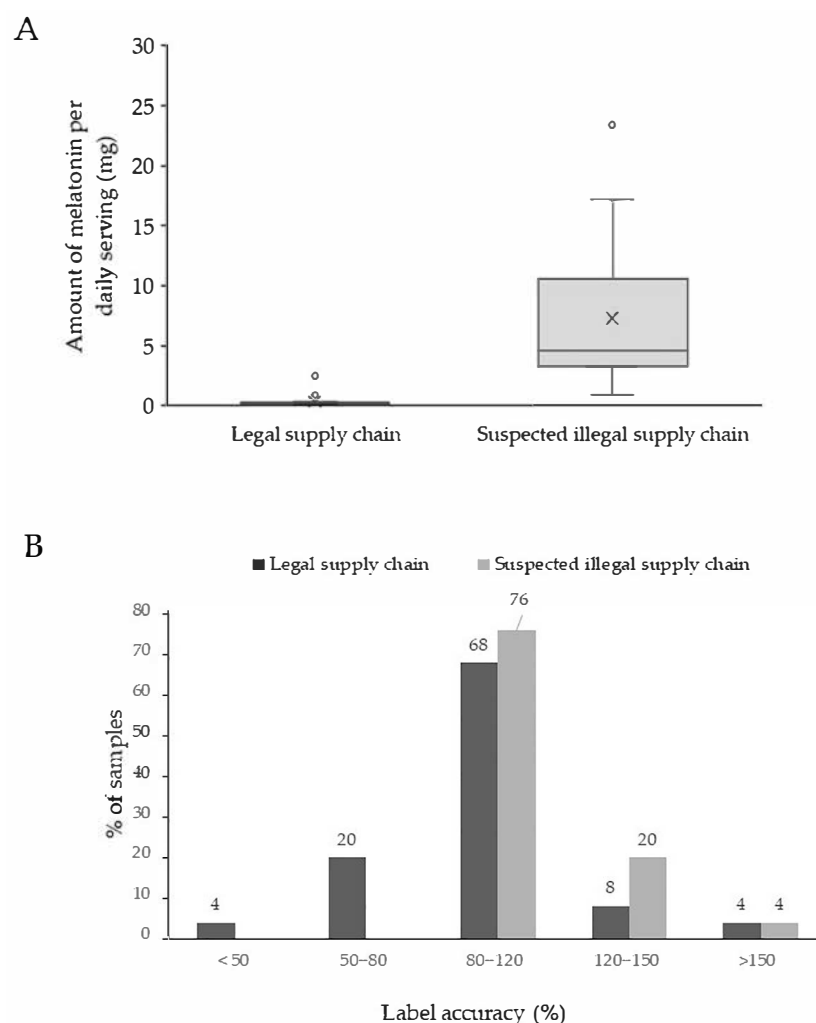 A
30
25
20
15
10
5
0
Amount of melatonin per
daily serving (mg)
Legal supply chain
Suspected illegal supply chain
B
Legal supply chain
Suspected illegal supply chain
80
70
60
50
40
30
20
10
0
% of samples
4
20
68
76
8
20
4
4
<50
50–80
80–120
120–150
>150
Label accuracy (%)